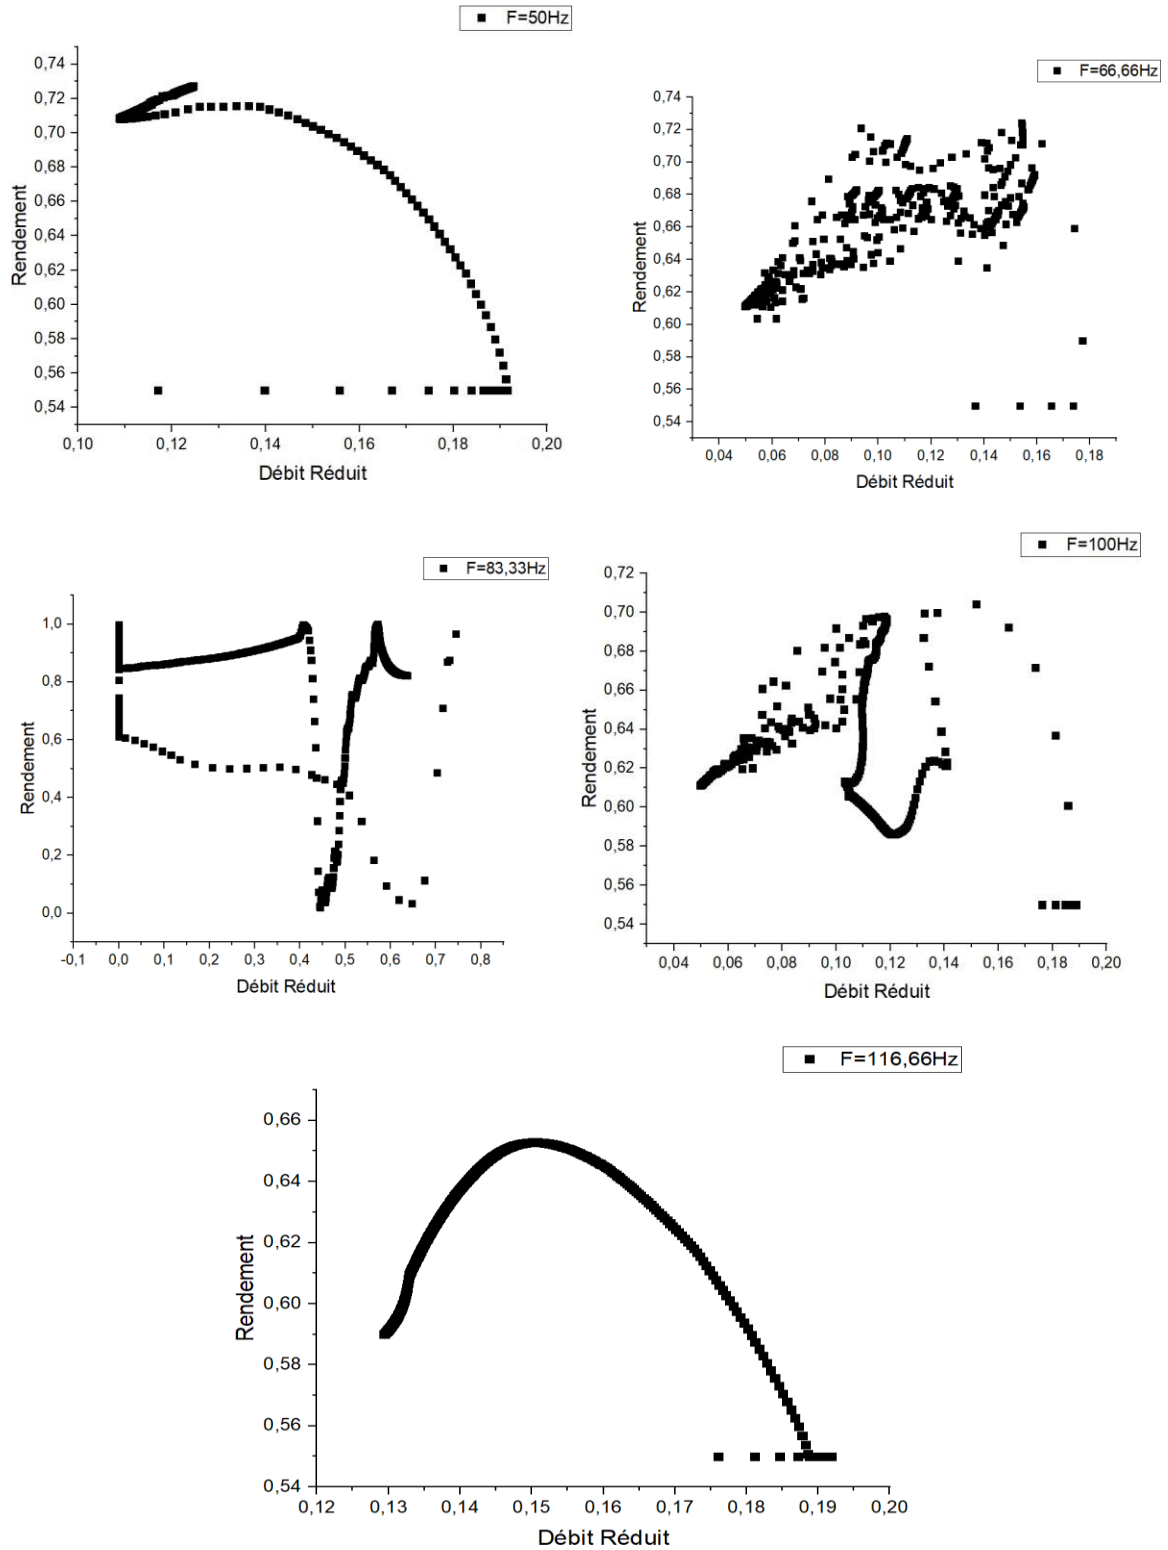 F=50Hz
0,74
0,72
0,70
0,68
0,66
0,64
0,62
0,60
0,58
0,56
0,54
Rendement
0,10 0,12 0,14 0,16 0,18 0,20
Débit Réduit
F=66,66Hz
0,74
0,72
0,70
0,68
0,66
0,64
0,62
0,60
0,58
0,56
0,54
Rendement
0,04 0,06 0,08 0,10 0,12 0,14 0,16 0,18
Débit Réduit
F=83,33Hz
1,0
0,8
0,6
0,4
0,2
0,0
Rendement
-0,1 0,0 0,1 0,2 0,3 0,4 0,5 0,6 0,7 0,8
Débit Réduit
F=100Hz
0,72
0,70
0,68
0,66
0,64
0,62
0,60
0,58
0,56
0,54
Rendement
0,04 0,06 0,08 0,10 0,12 0,14 0,16 0,18 0,20
Débit Réduit
F=116,66Hz
0,66
0,64
0,62
0,60
0,58
0,56
0,54
Rendement
0,12 0,13 0,14 0,15 0,16 0,17 0,18 0,19 0,20
Débit Réduit